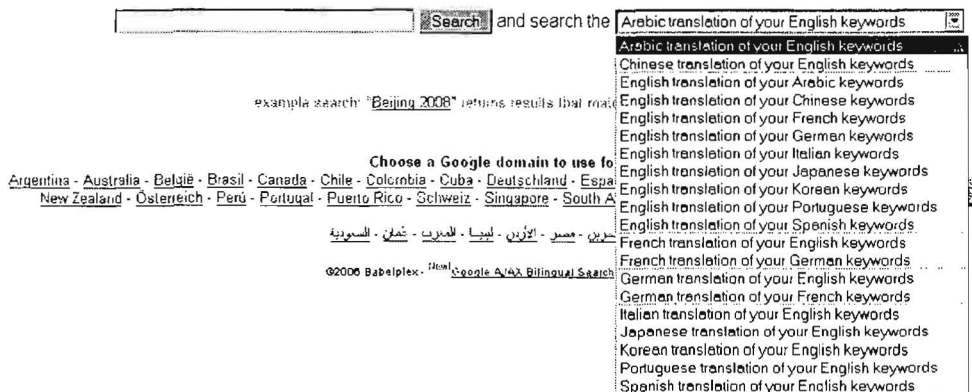 Search and search the Arabic translation of your English keywords
Arabic translation of your English keywords
Chinese translation of your English keywords
English translation of your Arabic keywords
English translation of your Chinese keywords
English translation of your French keywords
English translation of your German keywords
English translation of your Italian keywords
English translation of your Japanese keywords
English translation of your Korean keywords
English translation of your Portuguese keywords
English translation of your Spanish keywords
French translation of your English keywords
French translation of your German keywords
German translation of your English keywords
German translation of your French keywords
Italian translation of your English keywords
Japanese translation of your English keywords
Korean translation of your English keywords
Portuguese translation of your English keywords
Spanish translation of your English keywords
example search: "Beijing 2008" returns results that
Choose a Google domain to use fo
Argentina - Australia - België - Brasil - Canada - Chile - Colombia - Cuba - Deutschland - Espa
New Zealand - Österreich - Perú - Portugal - Puerto Rico - Schweiz - Singapore - South A
مصر - الأردن - ليبيا - المغرب - عُمان - السعودية
©2006 Babelplex - New! Google AJAX Bilingual Search